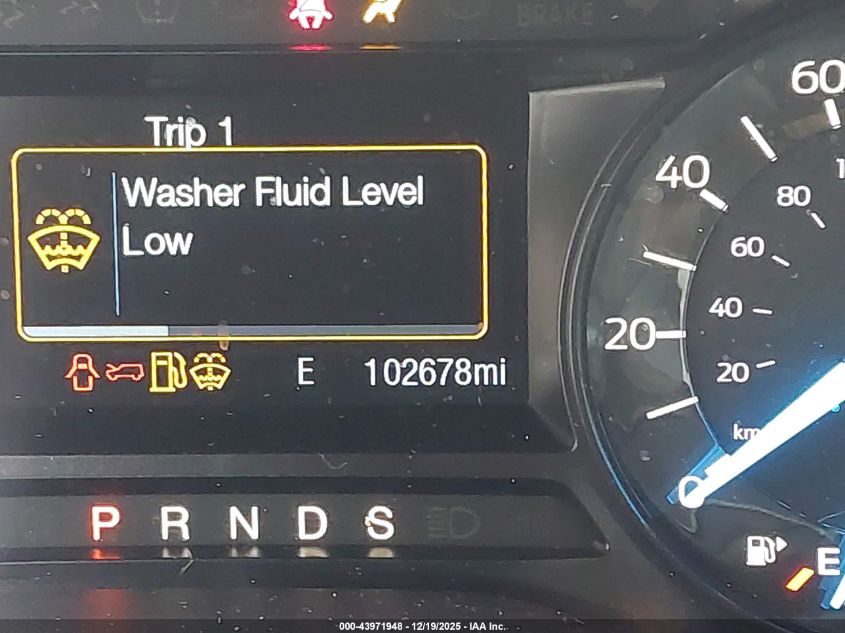 BRAKE
Trip 1
Washer Fluid Level
Low
E 102678mi
P R N D S
60
40
20
0
80
60
40
20
km
E
000-43971948 - 12/19/2025 - IAA Inc.